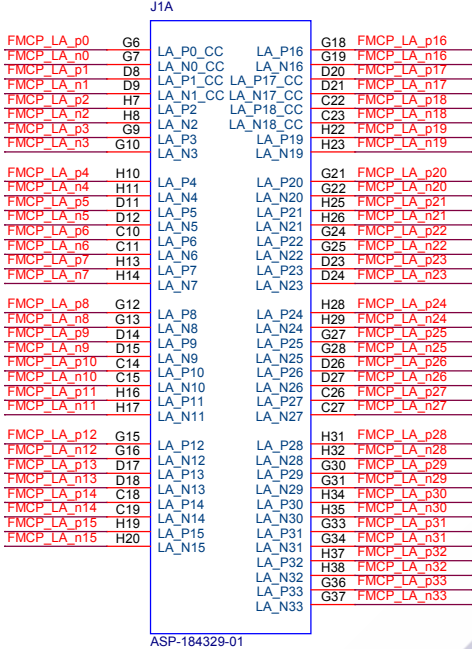 J1A
FMCP_LA_p0 G6 LA_P0_CC LA_P16 G18 FMCP_LA_p16
FMCP_LA_n0 G7 LA_N0_CC LA_N16 G19 FMCP_LA_n16
FMCP_LA_p1 D8 LA_P1_CC LA_P17_CC D20 FMCP_LA_p17
FMCP_LA_n1 D9 LA_N1_CC LA_N17_CC D21 FMCP_LA_n17
FMCP_LA_p2 H7 LA_P2 LA_P18_CC C22 FMCP_LA_p18
FMCP_LA_n2 H8 LA_N2 LA_N18_CC C23 FMCP_LA_n18
FMCP_LA_p3 G9 LA_P3 LA_P19 H22 FMCP_LA_p19
FMCP_LA_n3 G10 LA_N3 LA_N19 H23 FMCP_LA_n19
FMCP_LA_p4 H10 LA_P4 LA_P20 G21 FMCP_LA_p20
FMCP_LA_n4 H11 LA_N4 LA_N20 G22 FMCP_LA_n20
FMCP_LA_p5 D11 LA_P5 LA_P21 H25 FMCP_LA_p21
FMCP_LA_n5 D12 LA_N5 LA_N21 H26 FMCP_LA_n21
FMCP_LA_p6 C10 LA_P6 LA_P22 G24 FMCP_LA_p22
FMCP_LA_n6 C11 LA_N6 LA_N22 G25 FMCP_LA_n22
FMCP_LA_p7 H13 LA_P7 LA_P23 D23 FMCP_LA_p23
FMCP_LA_n7 H14 LA_N7 LA_N23 D24 FMCP_LA_n23
FMCP_LA_p8 G12 LA_P8 LA_P24 H28 FMCP_LA_p24
FMCP_LA_n8 G13 LA_N8 LA_N24 H29 FMCP_LA_n24
FMCP_LA_p9 D14 LA_P9 LA_P25 G27 FMCP_LA_p25
FMCP_LA_n9 D15 LA_N9 LA_N25 G28 FMCP_LA_n25
FMCP_LA_p10 C14 LA_P10 LA_P26 D26 FMCP_LA_p26
FMCP_LA_n10 C15 LA_N10 LA_N26 D27 FMCP_LA_n26
FMCP_LA_p11 H16 LA_P11 LA_P27 C26 FMCP_LA_p27
FMCP_LA_n11 H17 LA_N11 LA_N27 C27 FMCP_LA_n27
FMCP_LA_p12 G15 LA_P12 LA_P28 H31 FMCP_LA_p28
FMCP_LA_n12 G16 LA_N12 LA_N28 H32 FMCP_LA_n28
FMCP_LA_p13 D17 LA_P13 LA_P29 G30 FMCP_LA_p29
FMCP_LA_n13 D18 LA_N13 LA_N29 G31 FMCP_LA_n29
FMCP_LA_p14 C18 LA_P14 LA_P30 H34 FMCP_LA_p30
FMCP_LA_n14 C19 LA_N14 LA_N30 H35 FMCP_LA_n30
FMCP_LA_p15 H19 LA_P15 LA_P31 G33 FMCP_LA_p31
FMCP_LA_n15 H20 LA_N15 LA_N31 G34 FMCP_LA_n31
LA_P32 H37 FMCP_LA_p32
LA_N32 H38 FMCP_LA_n32
LA_P33 G36 FMCP_LA_p33
LA_N33 G37 FMCP_LA_n33
ASP-184329-01